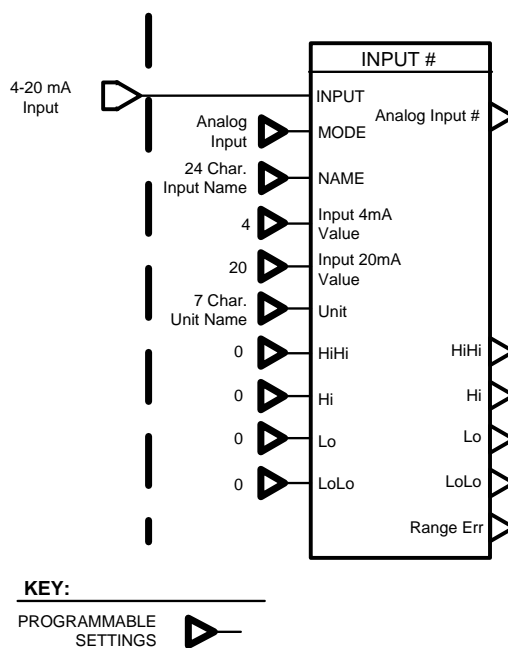 INPUT #
4-20 mA
Input
INPUT
Analog Input #
Analog
Input
MODE
24 Char.
Input Name
NAME
4
Input 4mA
Value
20
Input 20mA
Value
7 Char.
Unit Name
Unit
0
HiHi
HiHi
0
Hi
Hi
0
Lo
Lo
0
LoLo
LoLo
Range Err
KEY:
PROGRAMMABLE
SETTINGS